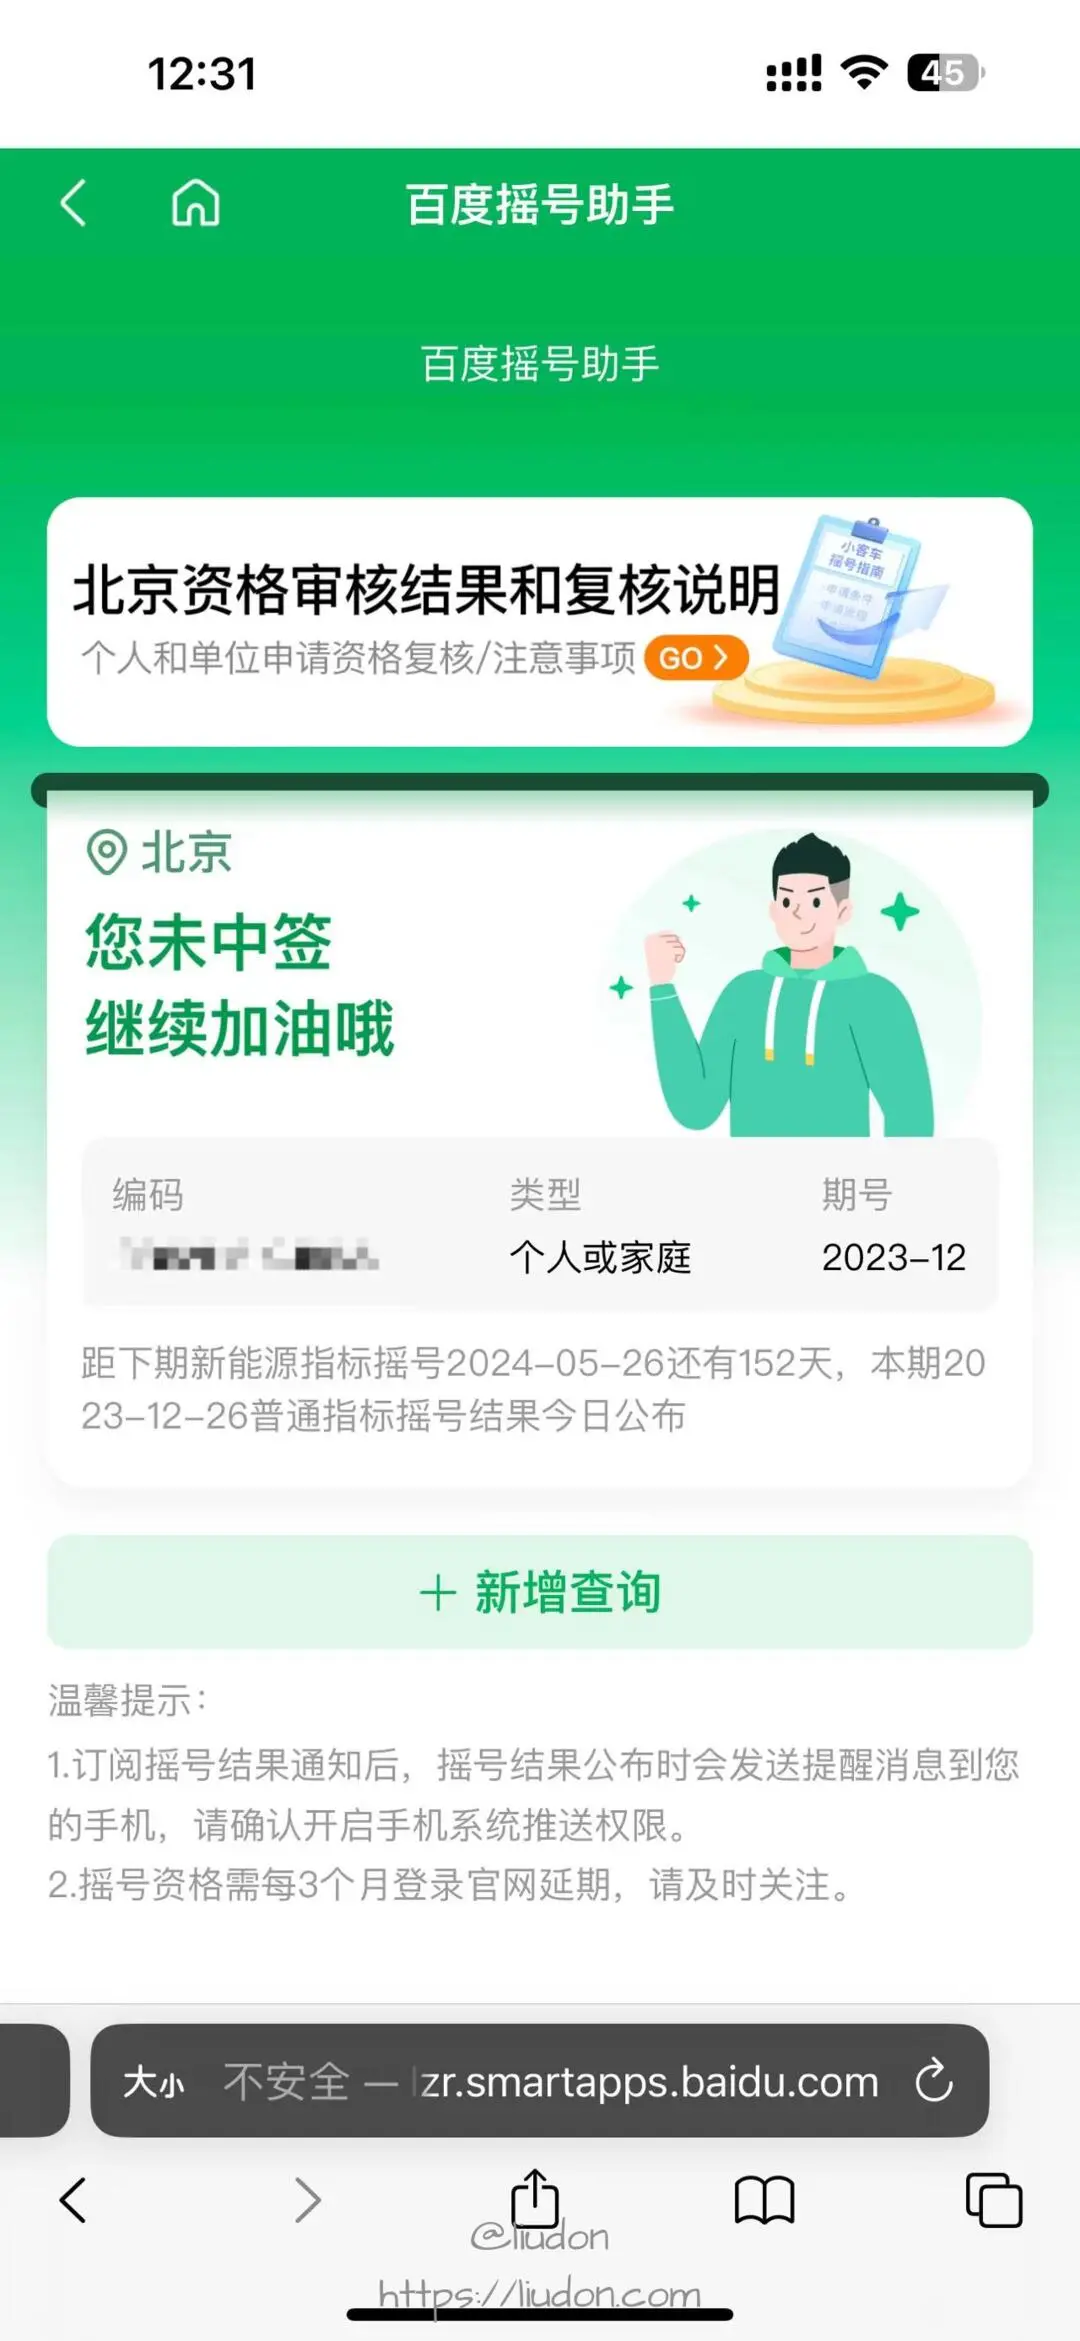 12:31
45
百度摇号助手
百度摇号助手
北京资格审核结果和复核说明
个人和单位申请资格复核/注意事项 GO
小客车
摇号指南
申请条件
申请流程
北京
您未中签
继续加油哦
编码 类型 期号
个人或家庭 2023-12
距下期新能源指标摇号2024-05-26还有152天，本期20
23-12-26普通指标摇号结果今日公布
新增查询
温馨提示：
1.订阅摇号结果通知后，摇号结果公布时会发送提醒消息到您
的手机，请确认开启手机系统推送权限。
2.摇号资格需每3个月登录官网延期，请及时关注。
大小 不安全 — lzr.smartapps.baidu.com
@liudon
https://liudon.com